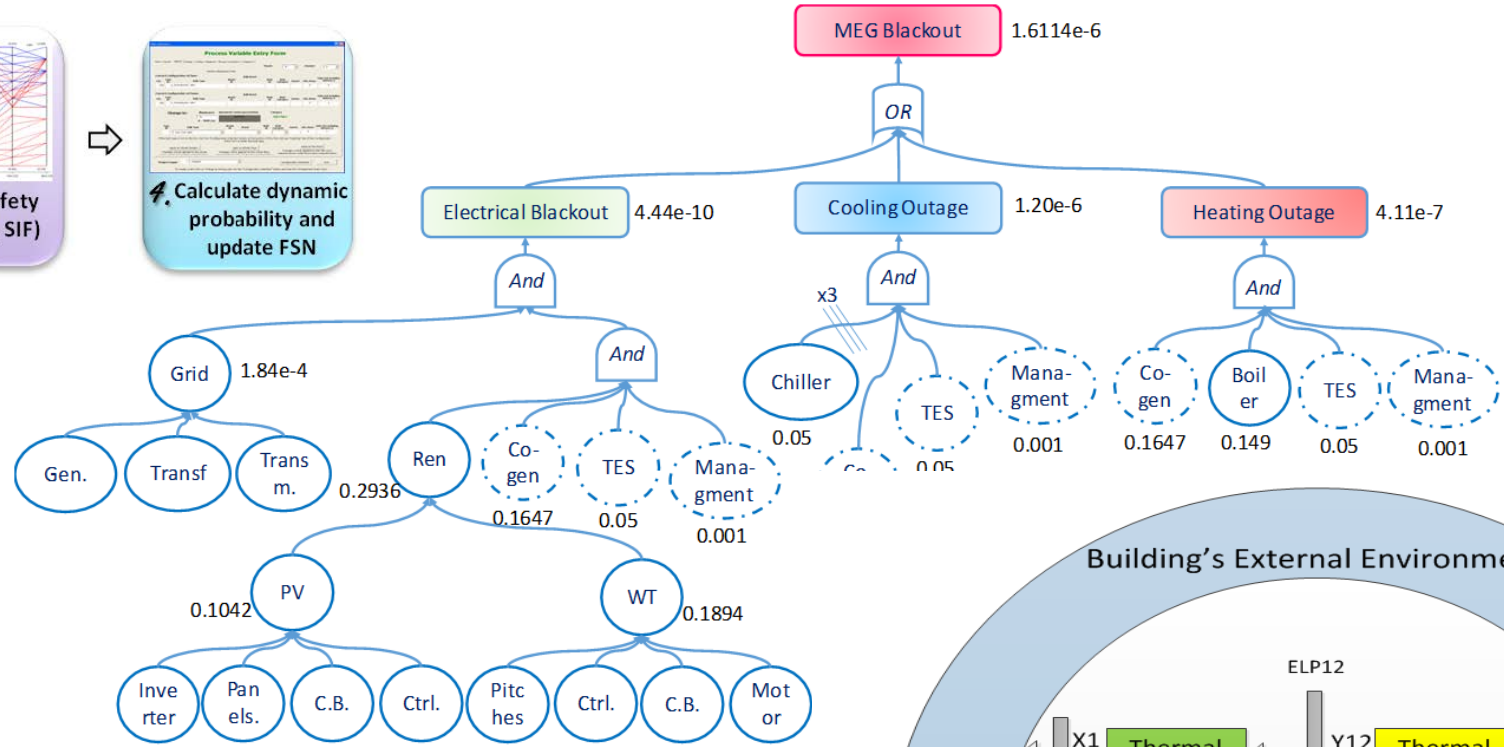 fety
SIF)
Process Variable Entry Form
4. Calculate dynamic
probability and
update FSN
MEG Blackout
1.6114e-6
OR
Electrical Blackout
4.44e-10
Cooling Outage
1.20e-6
Heating Outage
4.11e-7
And
And
And
x3
Grid
1.84e-4
And
Chiller
0.05
TES
0.05
Mana-
gment
0.001
Co-
gen
0.1647
Boil
er
0.149
TES
0.05
Mana-
gment
0.001
Co-
Gen.
Transf
Trans
m.
Ren
0.2936
Co-
gen
0.1647
TES
0.05
Mana-
gment
0.001
PV
0.1042
WT
0.1894
Inve
rter
Pan
els.
C.B.
Ctrl.
Pitc
hes
Ctrl.
C.B.
Mot
or
Building’s External Environme
ELP12
X1
Thermal
Y12
Thermal